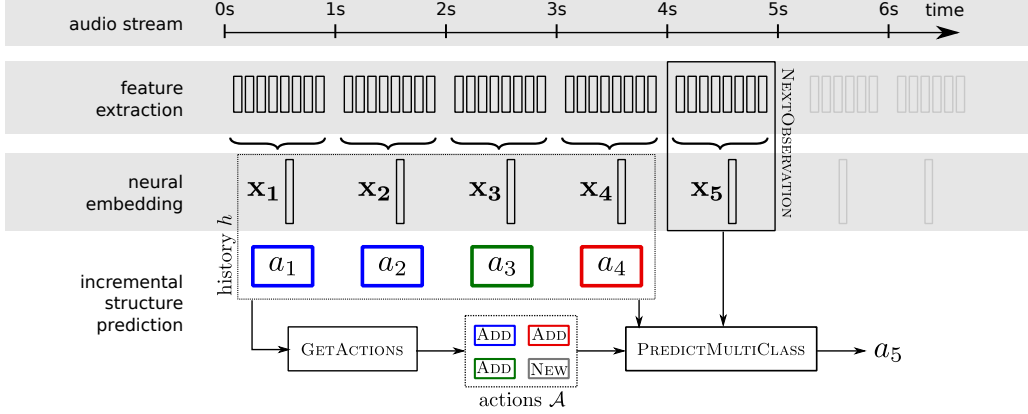 audio stream
0s 1s 2s 3s 4s 5s 6s time
feature
extraction
NextObservation
neural
embedding
x1 x2 x3 x4 x5
history h
a1 a2 a3 a4
incremental
structure
prediction
GetActions
Add Add
Add New
actions A
PredictMultiClass
a5